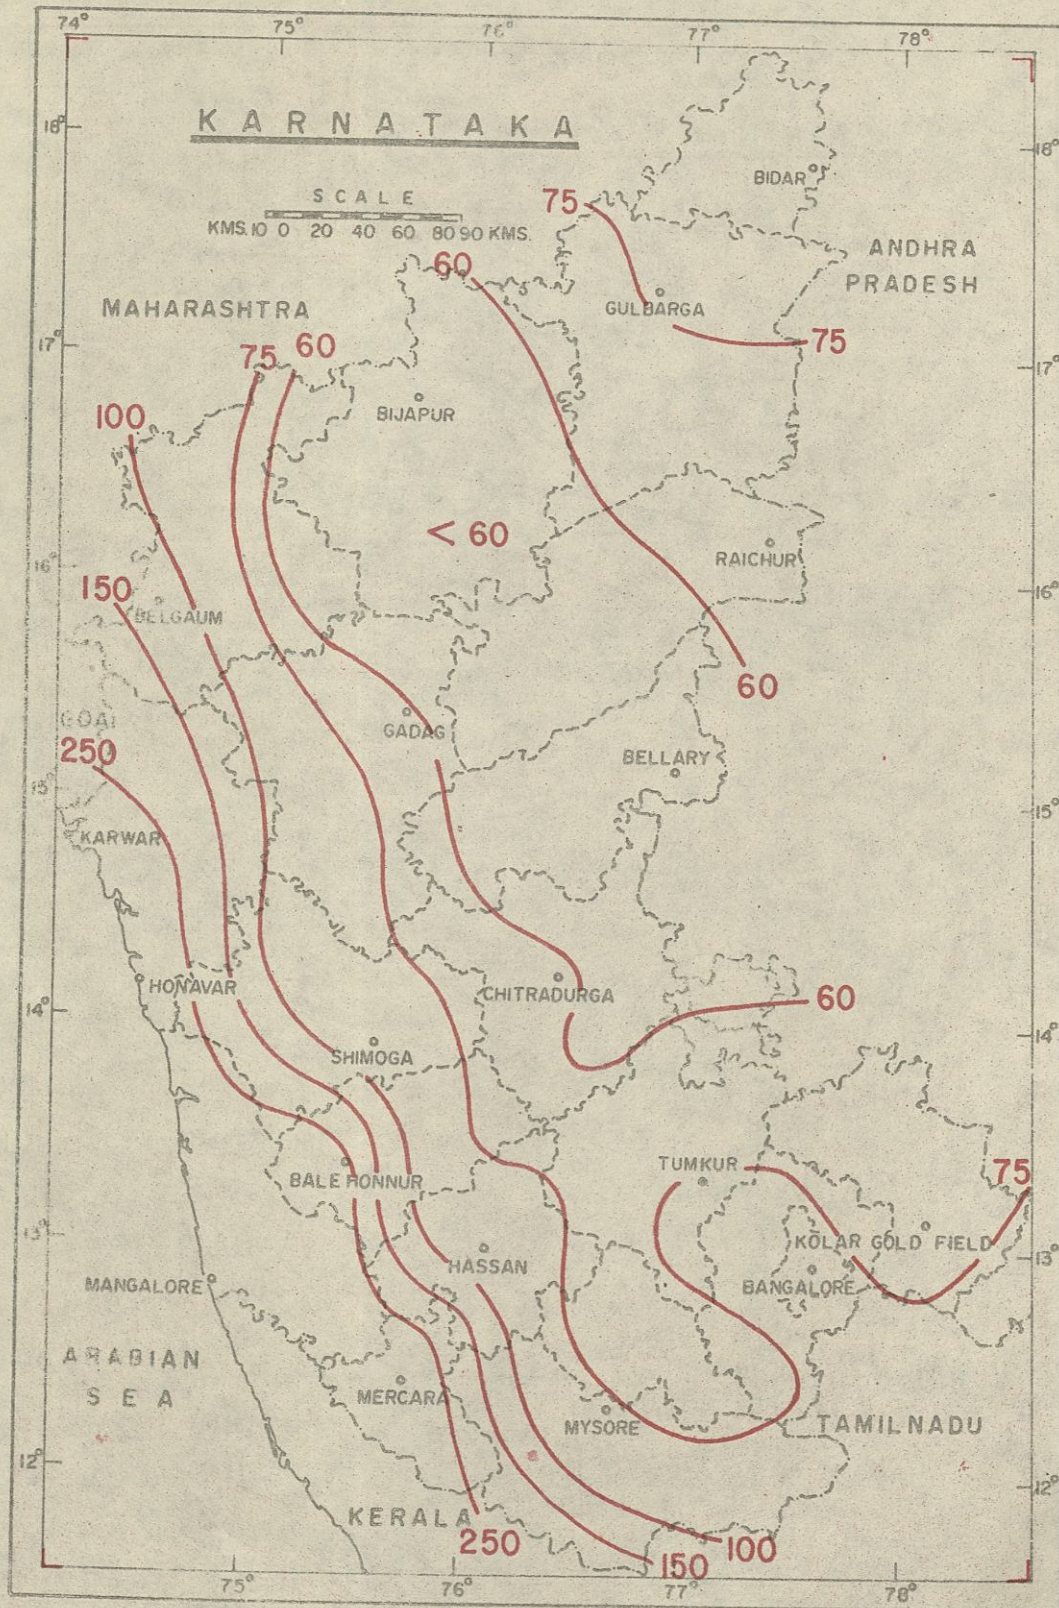 74° 75° 76° 77° 78°
KARNATAKA
18° 18°
SCALE
KMS. 10 0 20 40 60 80 90 KMS.
BIDAR
75
ANDHRA
PRADESH
60
MAHARASHTRA
GULBARGA
17° 75 60 75
17°
100
BIJAPUR
< 60
RAICHUR
16° 16°
150
BELGAUM
60
GOA
GADAG
250
BELLARY
15° 15°
KARWAR
HONAVAR
CHITRADURGA
60
14° 14°
SHIMOGA
TUMKUR
75
BALE HONNUR
13° KOLAR GOLD FIELD
HASSAN
13°
MANGALORE
BANGALORE
ARABIAN
SEA
MERCARA
MYSORE
TAMILNADU
12° 12°
KERALA
250
150 100
75° 76° 77° 78°